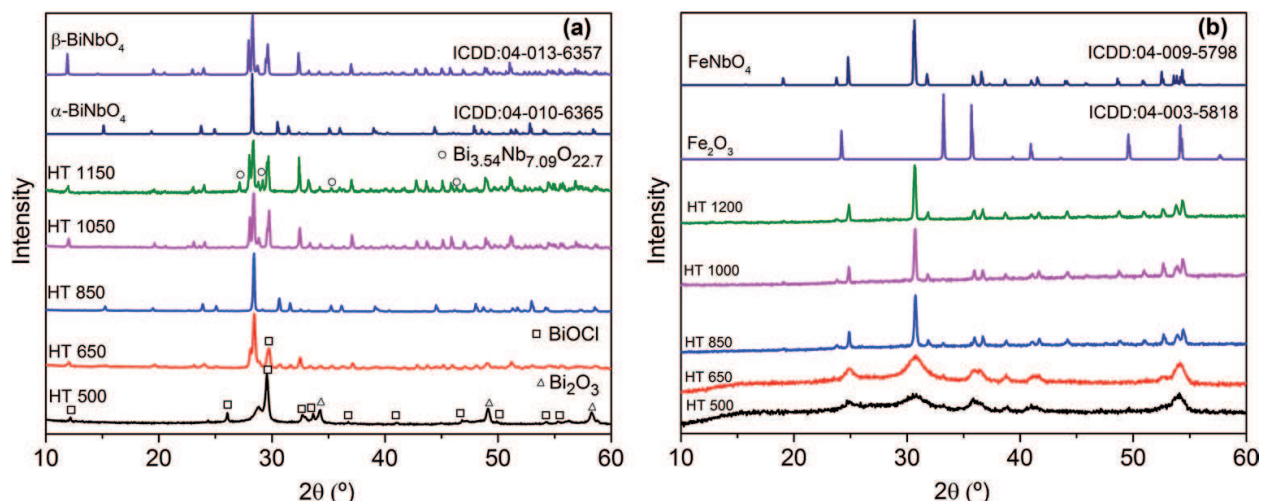 (a)
β-BiNbO4
ICDD:04-013-6357
α-BiNbO4
ICDD:04-010-6365
HT 1150
○ Bi3.54Nb7.09O22.7
HT 1050
HT 850
HT 650
□ BiOCl
HT 500
△ Bi2O3
Intensity
10 20 30 40 50 60
2θ (º)
(b)
FeNbO4
ICDD:04-009-5798
Fe2O3
ICDD:04-003-5818
HT 1200
HT 1000
HT 850
HT 650
HT 500
Intensity
10 20 30 40 50 60
2θ (º)